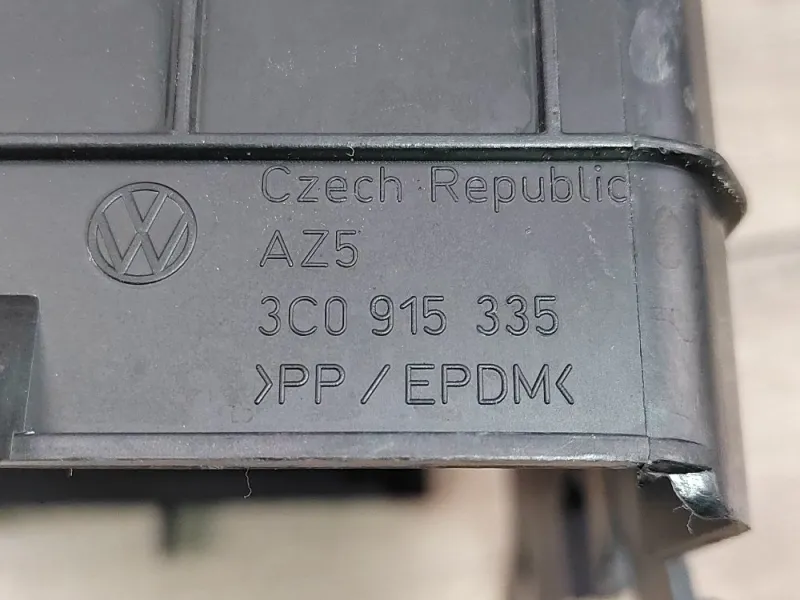 Czech Republic
AZ5
3C0 915 335
>PP/EPDM<